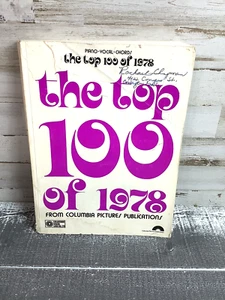 PIANO-VOCAL-CHORDS
the top 100 of 1978
the top
100
of 1978
FROM COLUMBIA PICTURES PUBLICATIONS